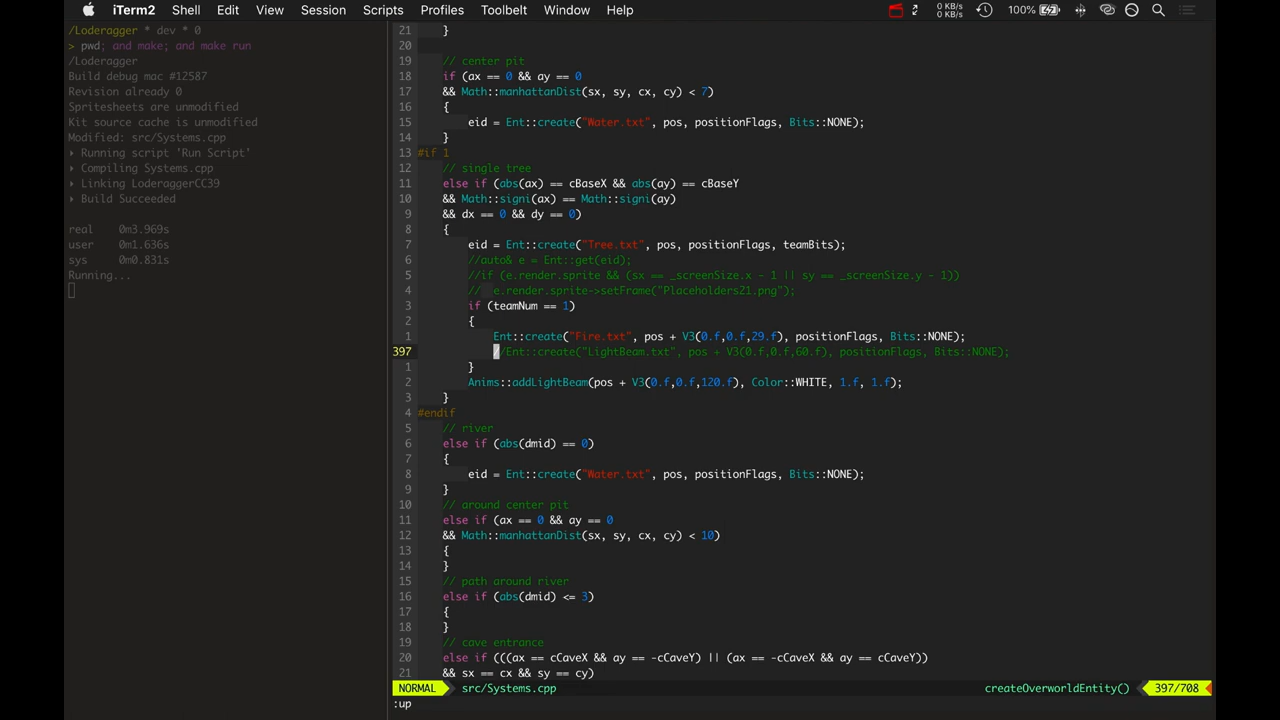 iTerm2 Shell Edit View Session Scripts Profiles Toolbelt Window Help 0 KB/s 0 KB/s 100%
/Loderagger * dev * 0
> pwd; and make; and make run
/Loderagger
Build debug mac #12587
Revision already 0
Spritesheets are unmodified
Kit source cache is unmodified
Modified: src/Systems.cpp
▸ Running script 'Run Script'
▸ Compiling Systems.cpp
▸ Linking LoderaggerCC39
▸ Build Succeeded
real 0m3.969s
user 0m1.636s
sys 0m0.831s
Running...
21 }
20
19 // center pit
18 if (ax == 0 && ay == 0
17 && Math::manhattanDist(sx, sy, cx, cy) < 7)
16 {
15 eid = Ent::create("Water.txt", pos, positionFlags, Bits::NONE);
14 }
13 #if 1
12 // single tree
11 else if (abs(ax) == cBaseX && abs(ay) == cBaseY
10 && Math::signi(ax) == Math::signi(ay)
9 && dx == 0 && dy == 0)
8 {
7 eid = Ent::create("Tree.txt", pos, positionFlags, teamBits);
6 //auto& e = Ent::get(eid);
5 //if (e.render.sprite && (sx == _screenSize.x - 1 || sy == _screenSize.y - 1))
4 // e.render.sprite->setFrame("Placeholders21.png");
3 if (teamNum == 1)
2 {
1 Ent::create("Fire.txt", pos + V3(0.f,0.f,29.f), positionFlags, Bits::NONE);
397 //Ent::create("LightBeam.txt", pos + V3(0.f,0.f,60.f), positionFlags, Bits::NONE);
1 }
2 Anims::addLightBeam(pos + V3(0.f,0.f,120.f), Color::WHITE, 1.f, 1.f);
3 }
4 #endif
5 // river
6 else if (abs(dmid) == 0)
7 {
8 eid = Ent::create("Water.txt", pos, positionFlags, Bits::NONE);
9 }
10 // around center pit
11 else if (ax == 0 && ay == 0
12 && Math::manhattanDist(sx, sy, cx, cy) < 10)
13 {
14 }
15 // path around river
16 else if (abs(dmid) <= 3)
17 {
18 }
19 // cave entrance
20 else if (((ax == cCaveX && ay == -cCaveY) || (ax == -cCaveX && ay == cCaveY))
21 && sx == cx && sy == cy)
NORMAL src/Systems.cpp createOverworldEntity() 397/708
:up